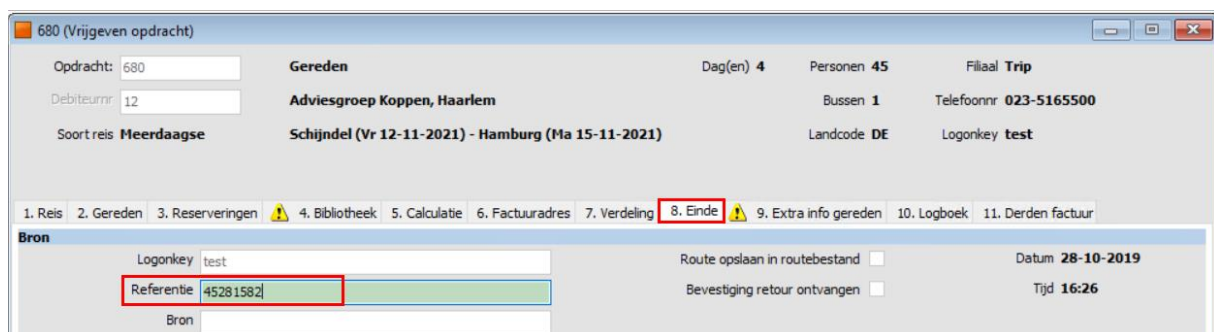 680 (Vrijgeven opdracht)
Opdracht: 680 Gereden Dag(en) 4 Personen 45 Filiaal Trip
Debiteurnr 12 Adviesgroep Koppen, Haarlem Bussen 1 Telefoonnr 023-5165500
Soort reis Meerdaagse Schijndel (Vr 12-11-2021) - Hamburg (Ma 15-11-2021) Landcode DE Logonkey test
1. Reis 2. Gereden 3. Reserveringen 4. Bibliotheek 5. Calculatie 6. Factuuradres 7. Verdeling 8. Einde 9. Extra info gereden 10. Logboek 11. Derden factuur
Bron
Logonkey test Route opslaan in routebestand Datum 28-10-2019
Referentie 45281582 Bevestiging retour ontvangen Tijd 16:26
Bron